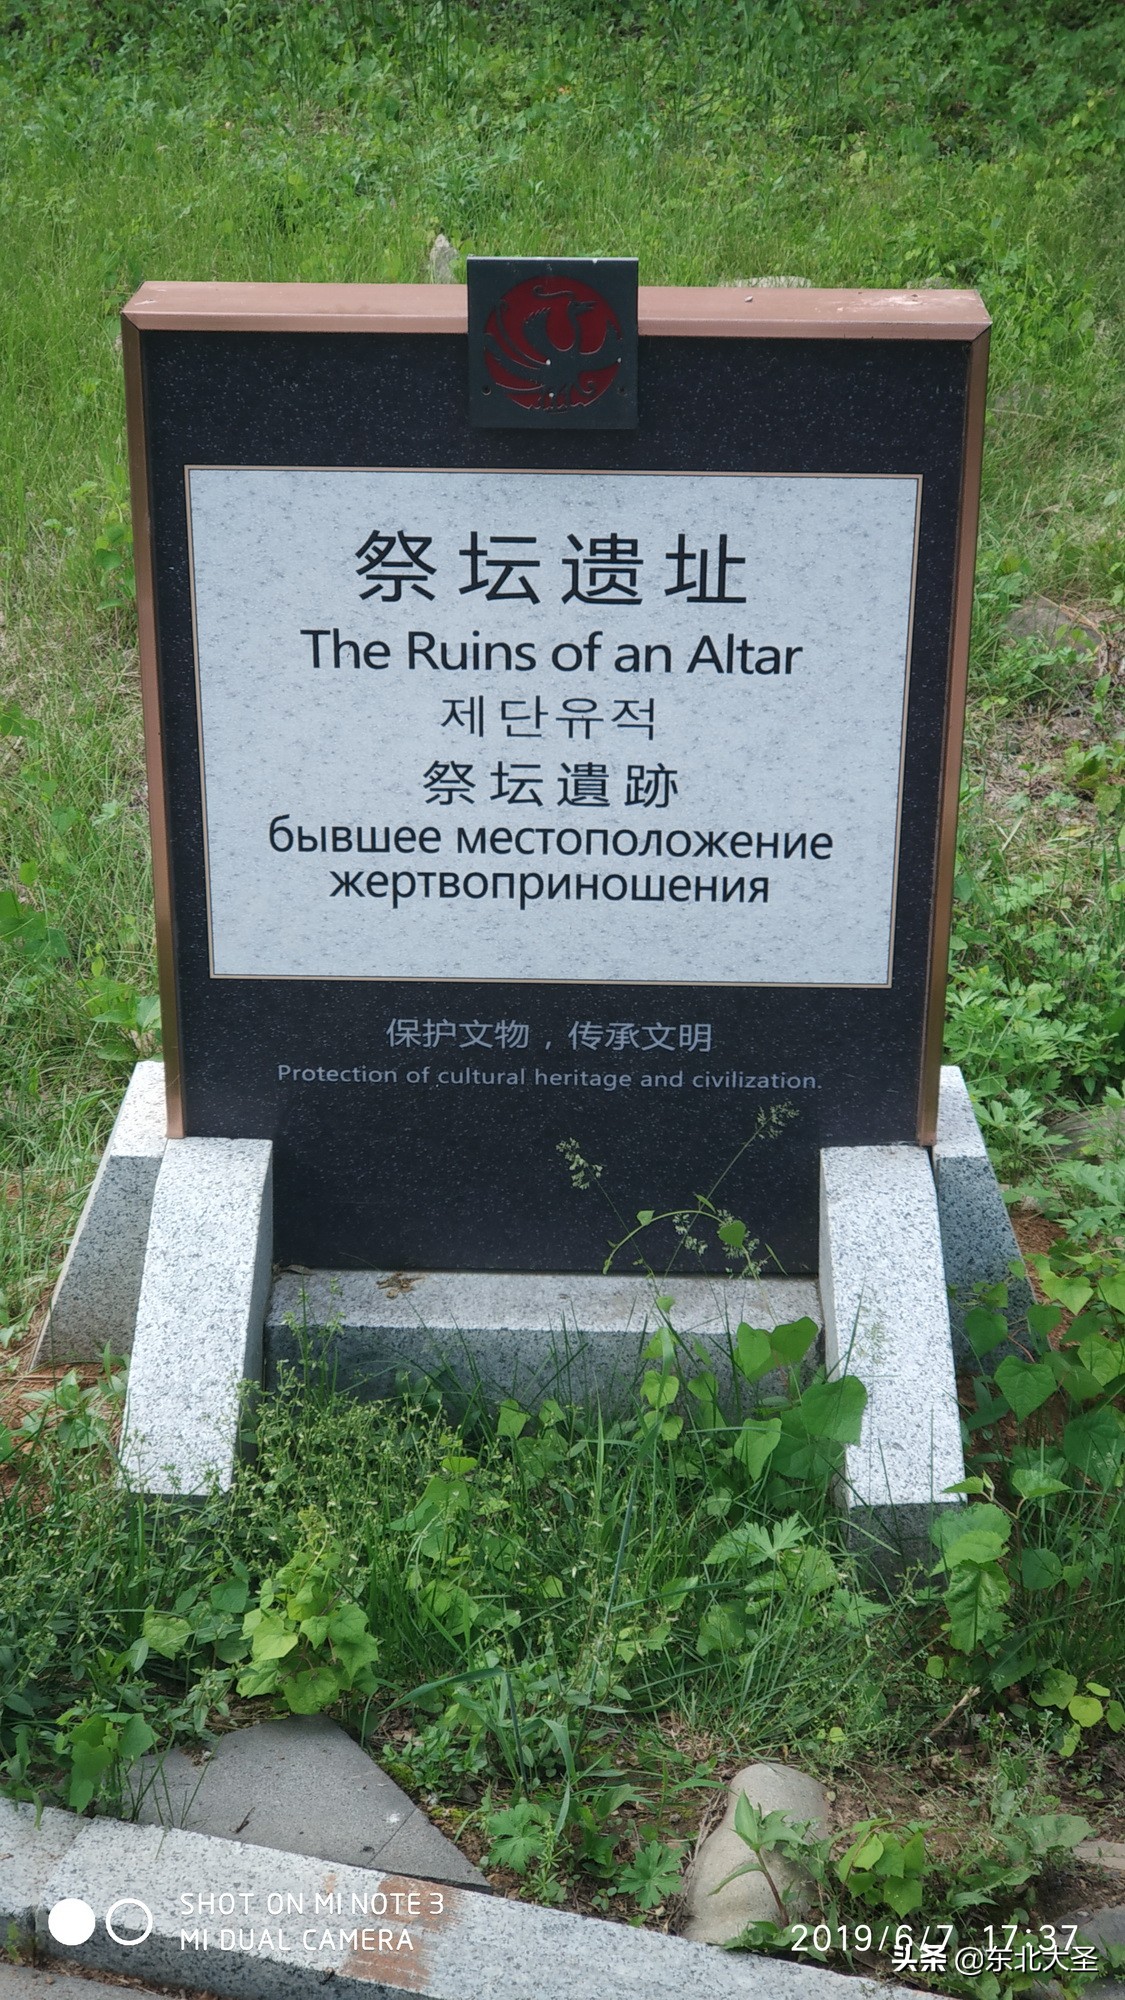 祭坛遗址
The Ruins of an Altar
제단유적
祭坛遺跡
бывшее местоположение
жертвоприношения
保护文物，传承文明
Protection of cultural heritage and civilization.
SHOT ON MI NOTE 3
MI DUAL CAMERA
2019/6/7 17:37
头条 @东北大圣